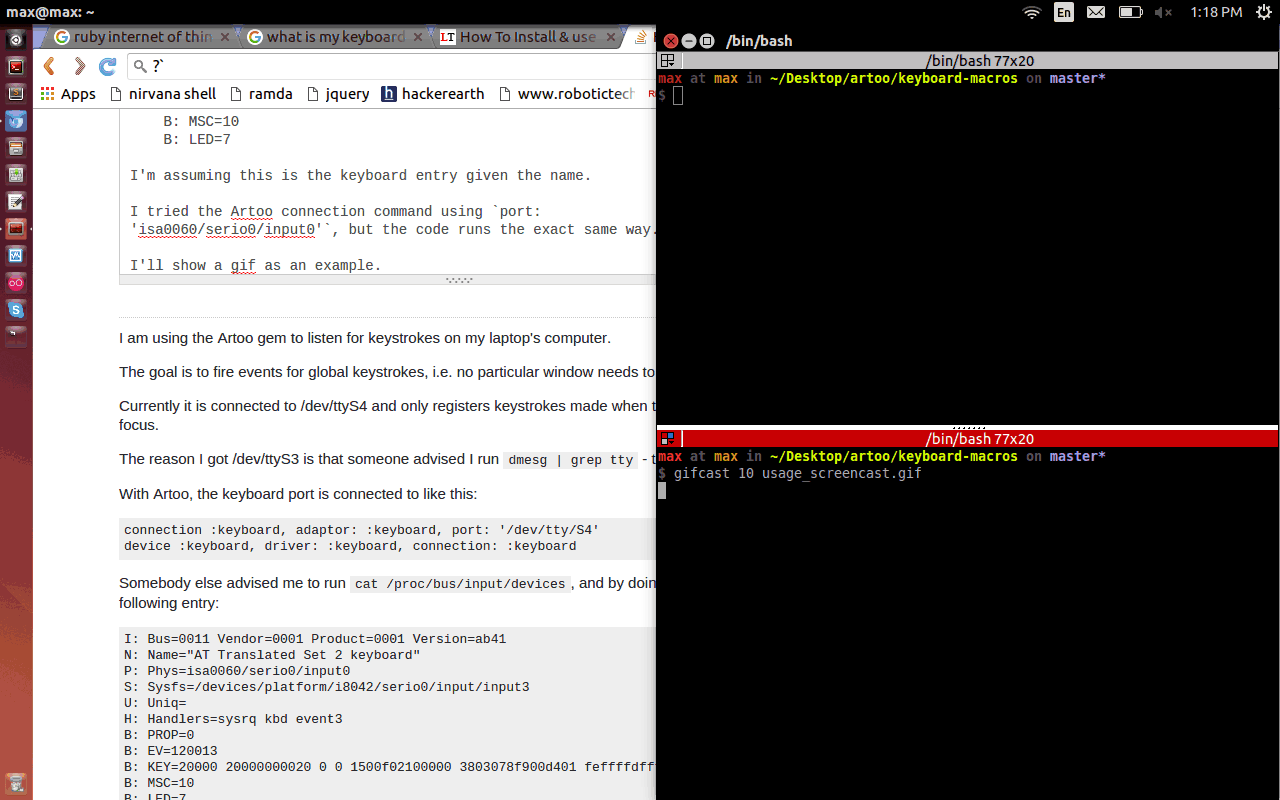 max@max: ~
En
1:18 PM
ruby internet of thin
what is my keyboard
LT How To Install & use
?`
Apps
nirvana shell
ramda
jquery
h hackerearth
www.robotictech
B: MSC=10
B: LED=7
I'm assuming this is the keyboard entry given the name.
I tried the Artoo connection command using `port:
'isa0060/serio0/input0'`, but the code runs the exact same way.
I'll show a gif as an example.
I am using the Artoo gem to listen for keystrokes on my laptop's computer.
The goal is to fire events for global keystrokes, i.e. no particular window needs to
Currently it is connected to /dev/ttyS4 and only registers keystrokes made when t
focus.
The reason I got /dev/ttyS3 is that someone advised I run dmesg | grep tty - t
With Artoo, the keyboard port is connected to like this:
connection :keyboard, adaptor: :keyboard, port: '/dev/tty/S4'
device :keyboard, driver: :keyboard, connection: :keyboard
Somebody else advised me to run cat /proc/bus/input/devices, and by doin
following entry:
I: Bus=0011 Vendor=0001 Product=0001 Version=ab41
N: Name="AT Translated Set 2 keyboard"
P: Phys=isa0060/serio0/input0
S: Sysfs=/devices/platform/i8042/serio0/input/input3
U: Uniq=
H: Handlers=sysrq kbd event3
B: PROP=0
B: EV=120013
B: KEY=20000 20000000020 0 0 1500f02100000 3803078f900d401 feffffdff
B: MSC=10
B: LED=7
/bin/bash
/bin/bash 77x20
max at max in ~/Desktop/artoo/keyboard-macros on master*
$
/bin/bash 77x20
max at max in ~/Desktop/artoo/keyboard-macros on master*
$ gifcast 10 usage_screencast.gif